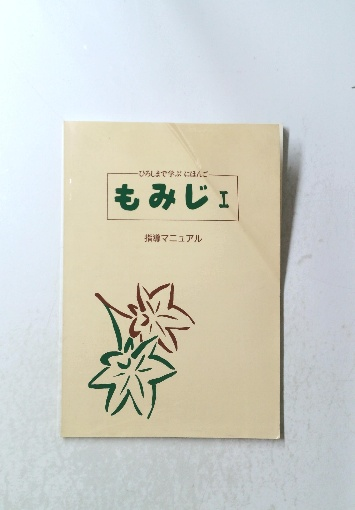 ひろしまで学ぶ にほんご
もみじ I
指導マニュアル